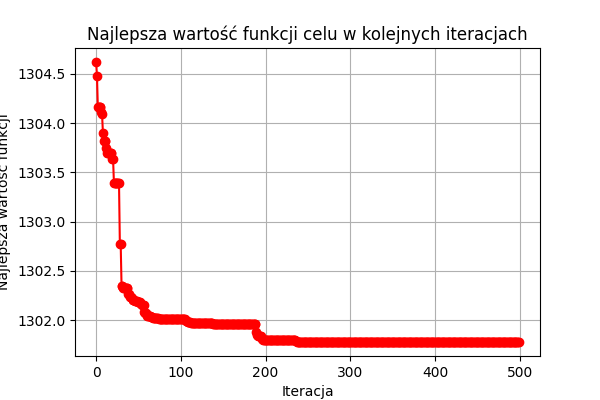 Najlepsza wartość funkcji celu w kolejnych iteracjach
Najlepsza wartość funkcji
1304.5
1304.0
1303.5
1303.0
1302.5
1302.0
0 100 200 300 400 500
Iteracja